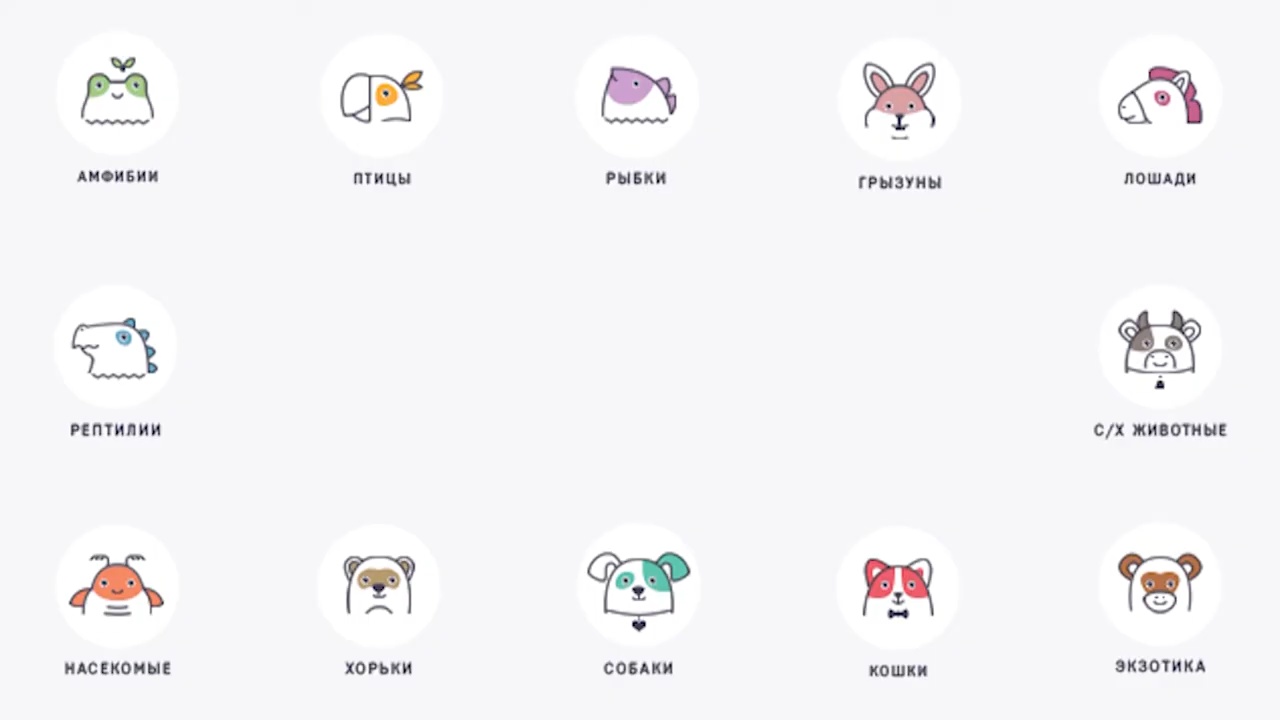 АМФИБИИ
ПТИЦЫ
РЫБКИ
ГРЫЗУНЫ
ЛОШАДИ
РЕПТИЛИИ
С/Х ЖИВОТНЫЕ
НАСЕКОМЫЕ
ХОРЬКИ
СОБАКИ
КОШКИ
ЭКЗОТИКА